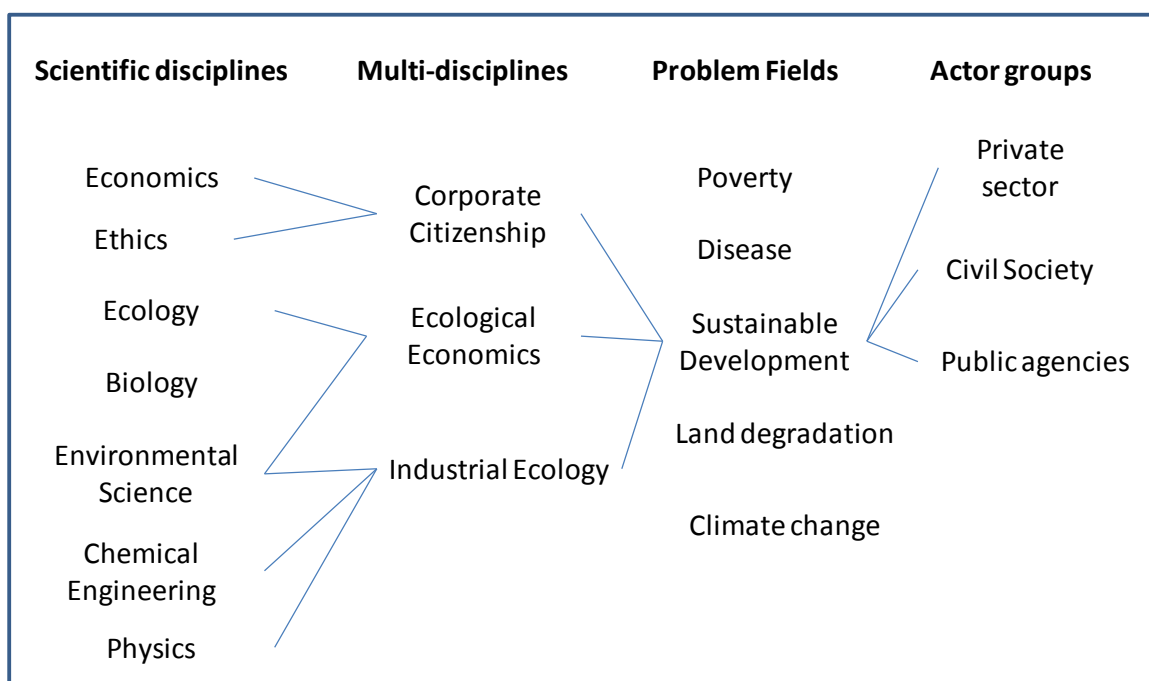 Scientific disciplines
Multi-disciplines
Problem Fields
Actor groups
Economics
Ethics
Ecology
Biology
Environmental
Science
Chemical
Engineering
Physics
Corporate
Citizenship
Ecological
Economics
Industrial Ecology
Poverty
Disease
Sustainable
Development
Land degradation
Climate change
Private
sector
Civil Society
Public agencies